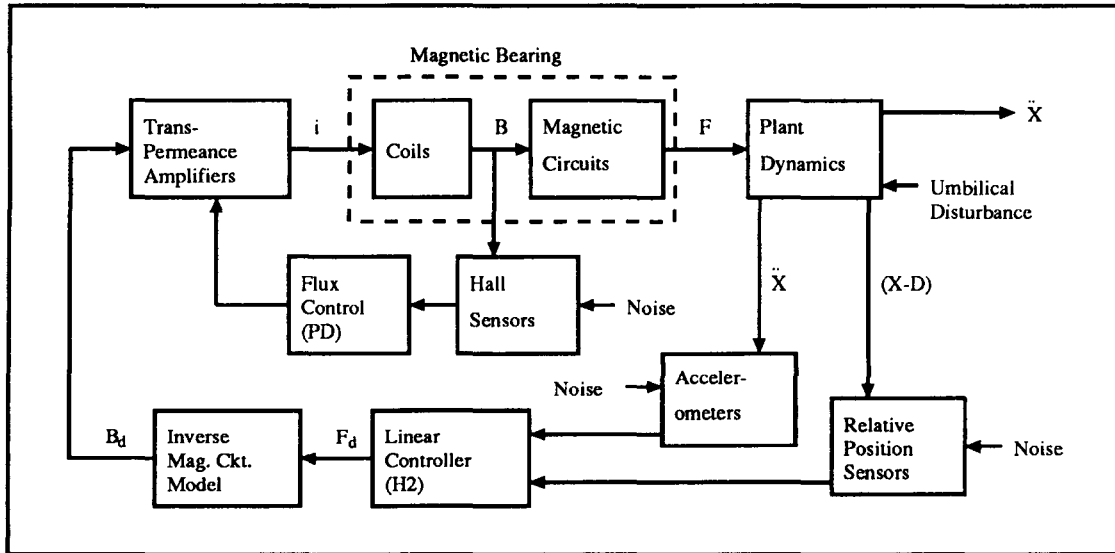 Magnetic Bearing
Trans-
Permeance
Amplifiers
i
Coils
B
Magnetic
Circuits
F
Plant
Dynamics
Ẍ
Umbilical
Disturbance
Flux
Control
(PD)
Hall
Sensors
Noise
Ẍ
(X-D)
Noise
Acceler-
ometers
B_d
Inverse
Mag. Ckt.
Model
F_d
Linear
Controller
(H2)
Relative
Position
Sensors
Noise